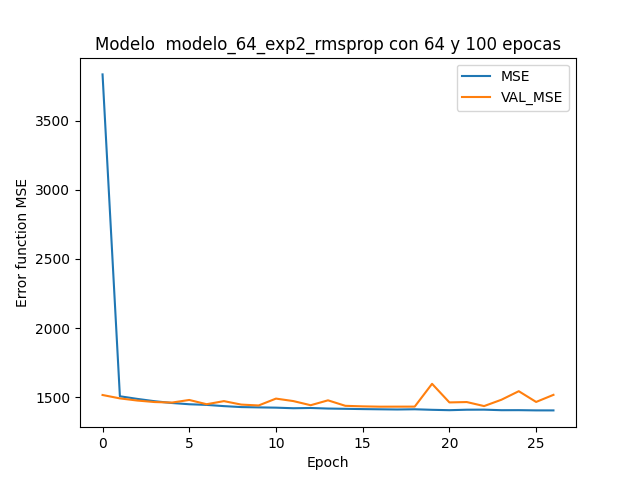 Modelo  modelo_64_exp2_rmsprop con 64 y 100 epocas
MSE
VAL_MSE
Error function MSE
3500
3000
2500
2000
1500
0 5 10 15 20 25
Epoch